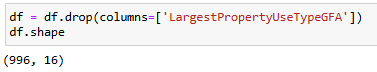 df = df.drop(columns=['LargestPropertyUseTypeGFA'])
df.shape
(996, 16)